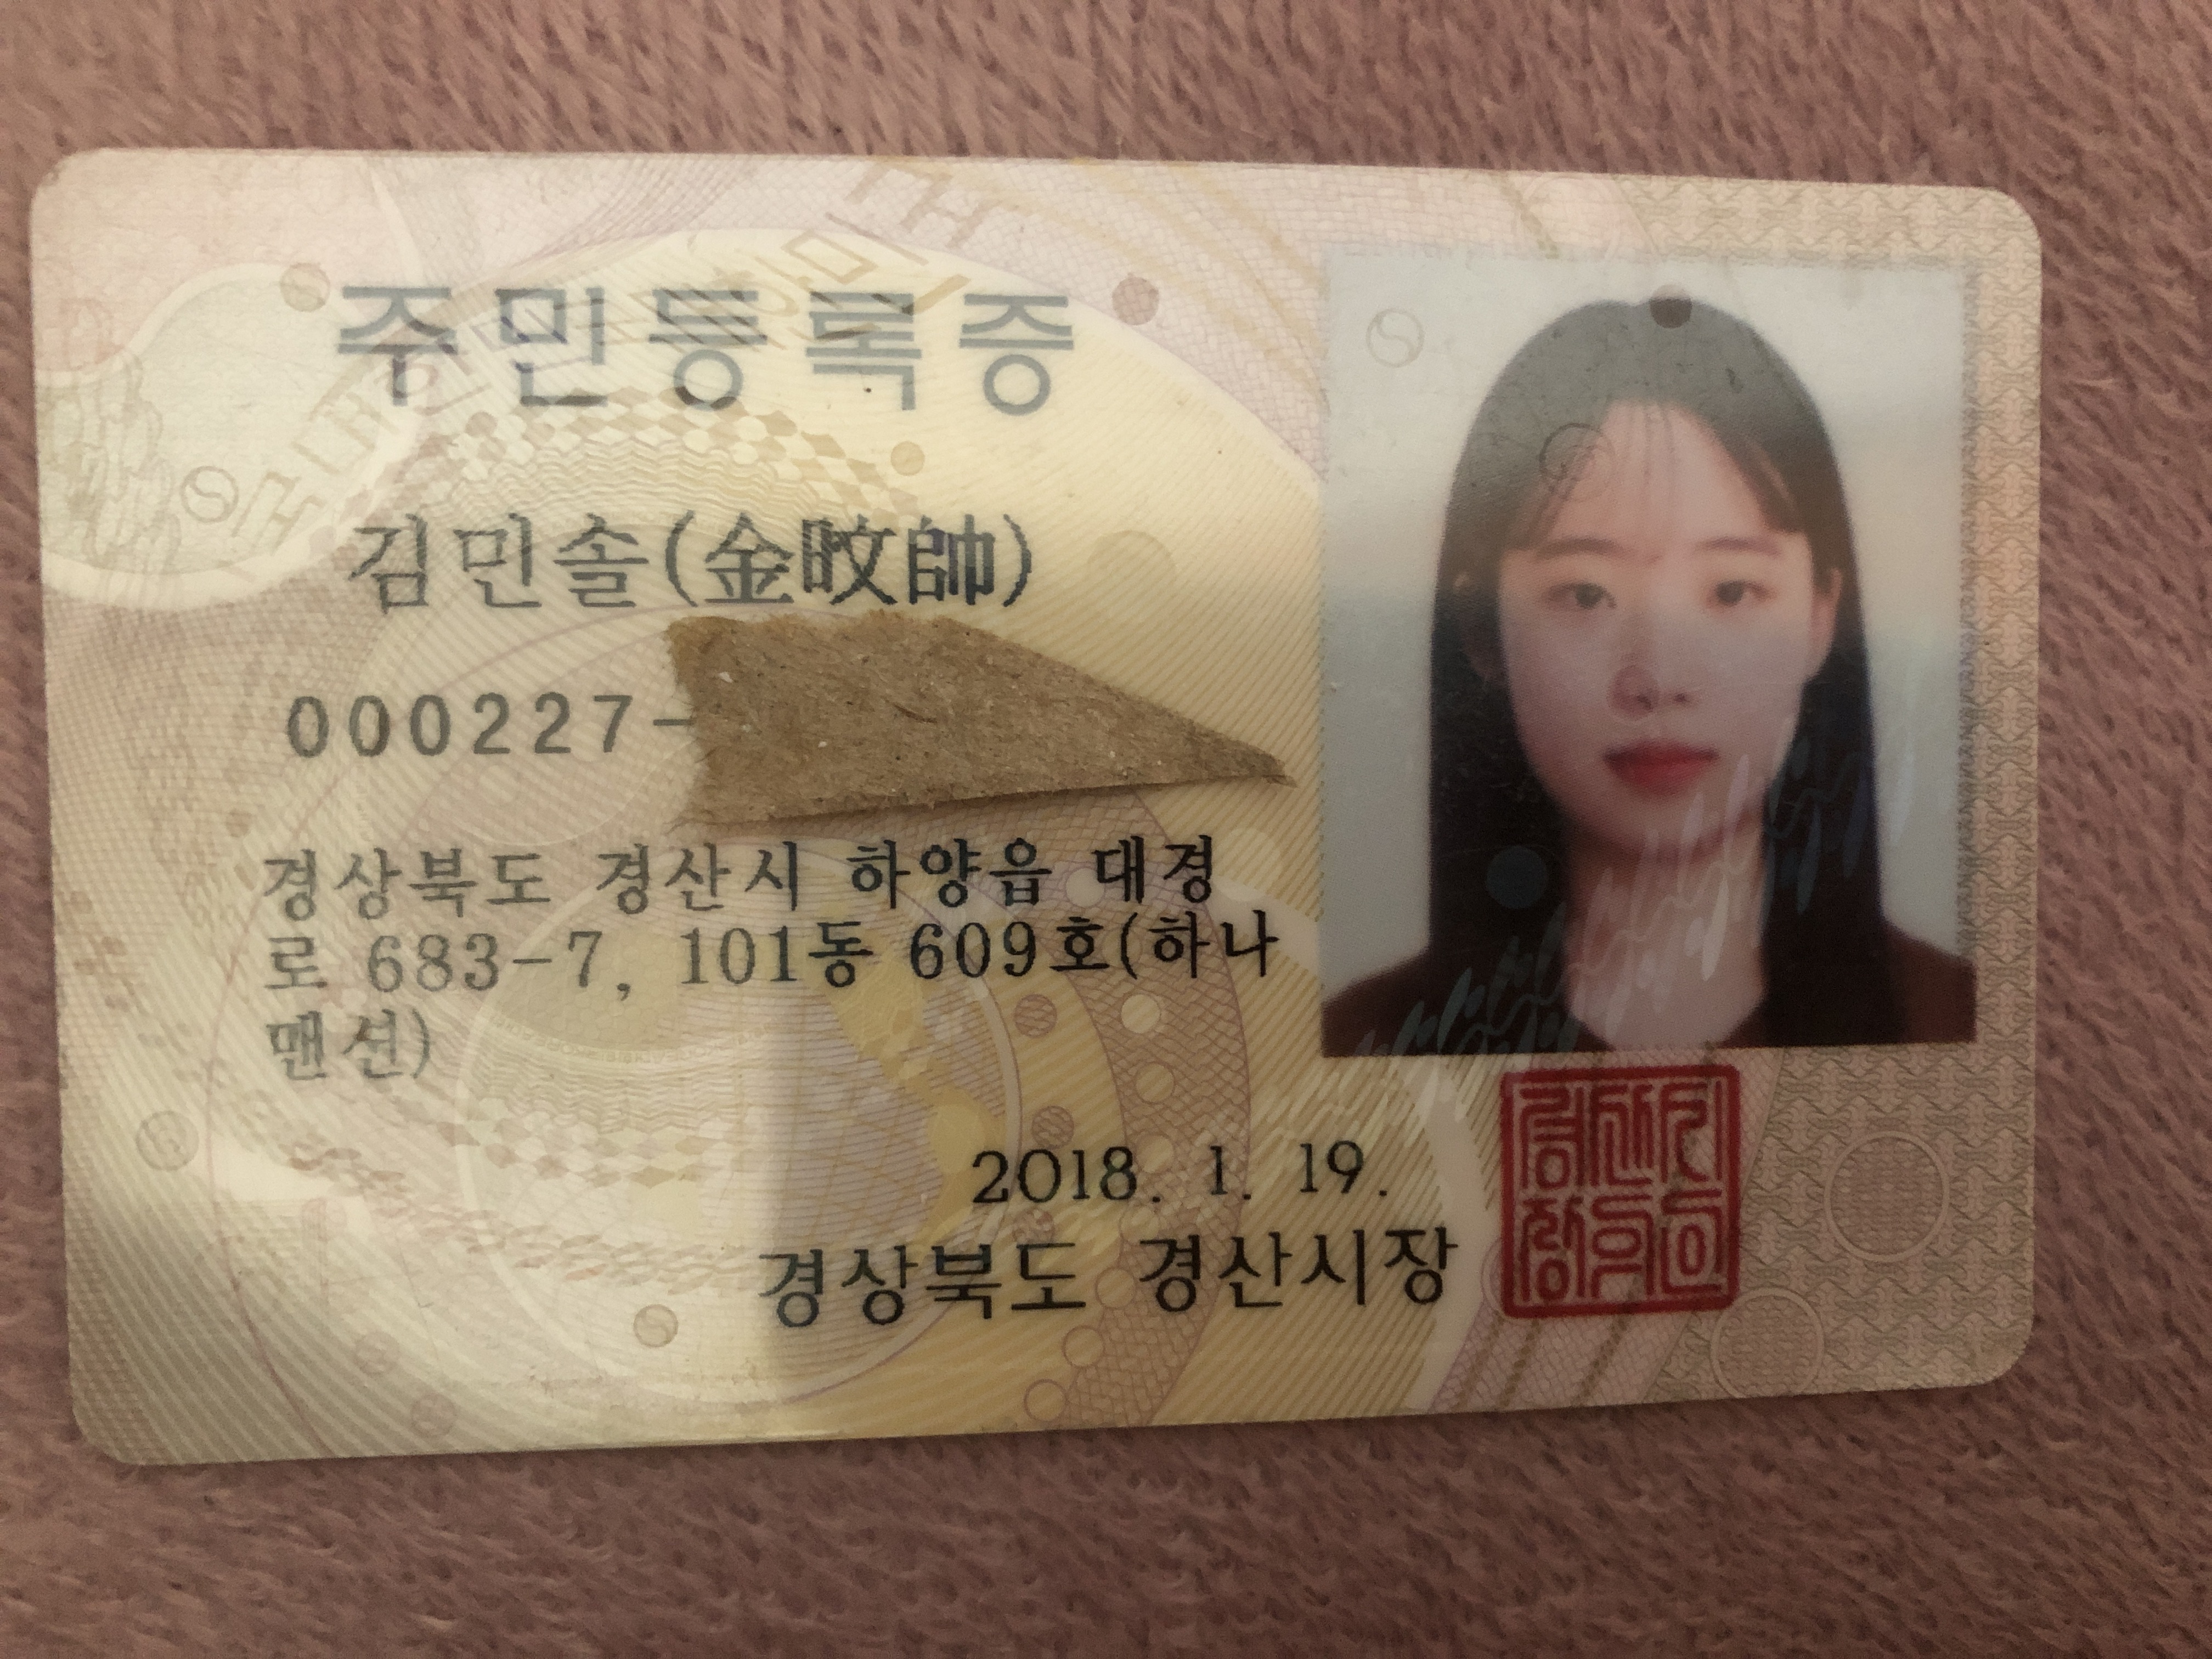 주민등록증
김민솔(金旼帥)
000227-
경상북도 경산시 하양읍 대경
로 683-7, 101동 609호(하나
맨션)
2018. 1. 19.
경상북도 경산시장